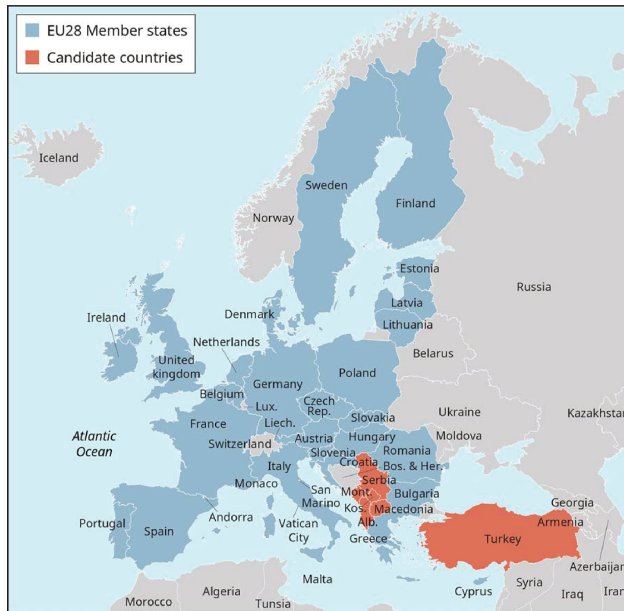 EU28 Member states
Candidate countries
Iceland
Sweden
Finland
Norway
Russia
Estonia
Latvia
Lithuania
Denmark
Ireland
Netherlands
United
kingdom
Belarus
Germany
Poland
Belgium
Lux.
Czech
Rep.
Ukraine
Kazakhstan
Slovakia
France
Liech.
Atlantic
Ocean
Switzerland
Austria
Hungary
Moldova
Slovenia
Romania
Croatia
Bos. & Her.
Italy
Serbia
Monaco
San
Marino
Mont.
Bulgaria
Kos.
Macedonia
Georgia
Armenia
Andorra
Portugal
Spain
Vatican
City
Alb.
Greece
Turkey
Azerbaijan
Malta
Cyprus
Syria
Iraq
Iran
Morocco
Algeria
Tunsia